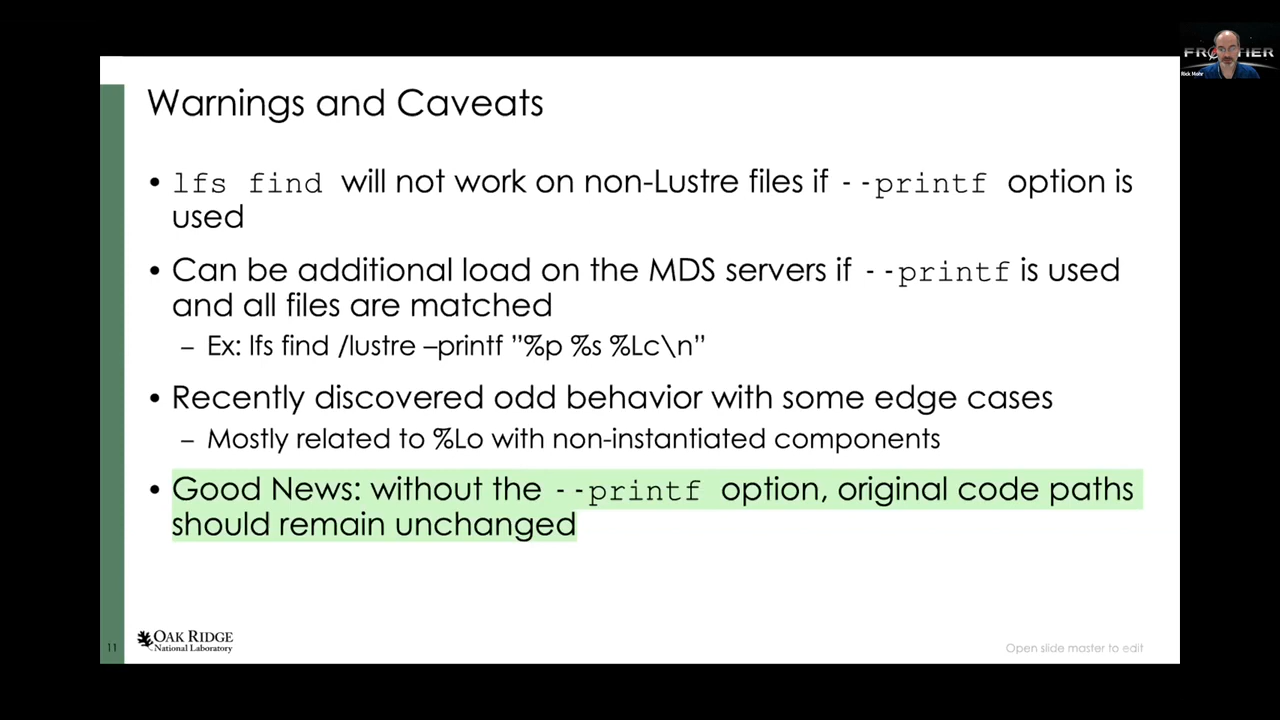 FRONTIER
Rick Mohr
Warnings and Caveats
• lfs find will not work on non-Lustre files if --printf option is
used
• Can be additional load on the MDS servers if --printf is used
and all files are matched
– Ex: lfs find /lustre –printf ”%p %s %Lc\n”
• Recently discovered odd behavior with some edge cases
– Mostly related to %Lo with non-instantiated components
• Good News: without the --printf option, original code paths
should remain unchanged
11
OAK RIDGE
National Laboratory
Open slide master to edit